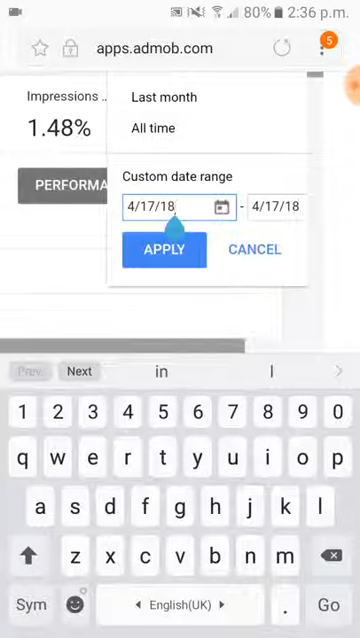 80% 2:36 p.m.
apps.admob.com
5
Impressions ..
Last month
1.48%
All time
Custom date range
PERFORMA
4/17/18 - 4/17/18
APPLY CANCEL
Prev Next in I
1 2 3 4 5 6 7 8 9 0
q w e r t y u i o p
a s d f g h j k l
z x c v b n m
Sym English(UK) . Go